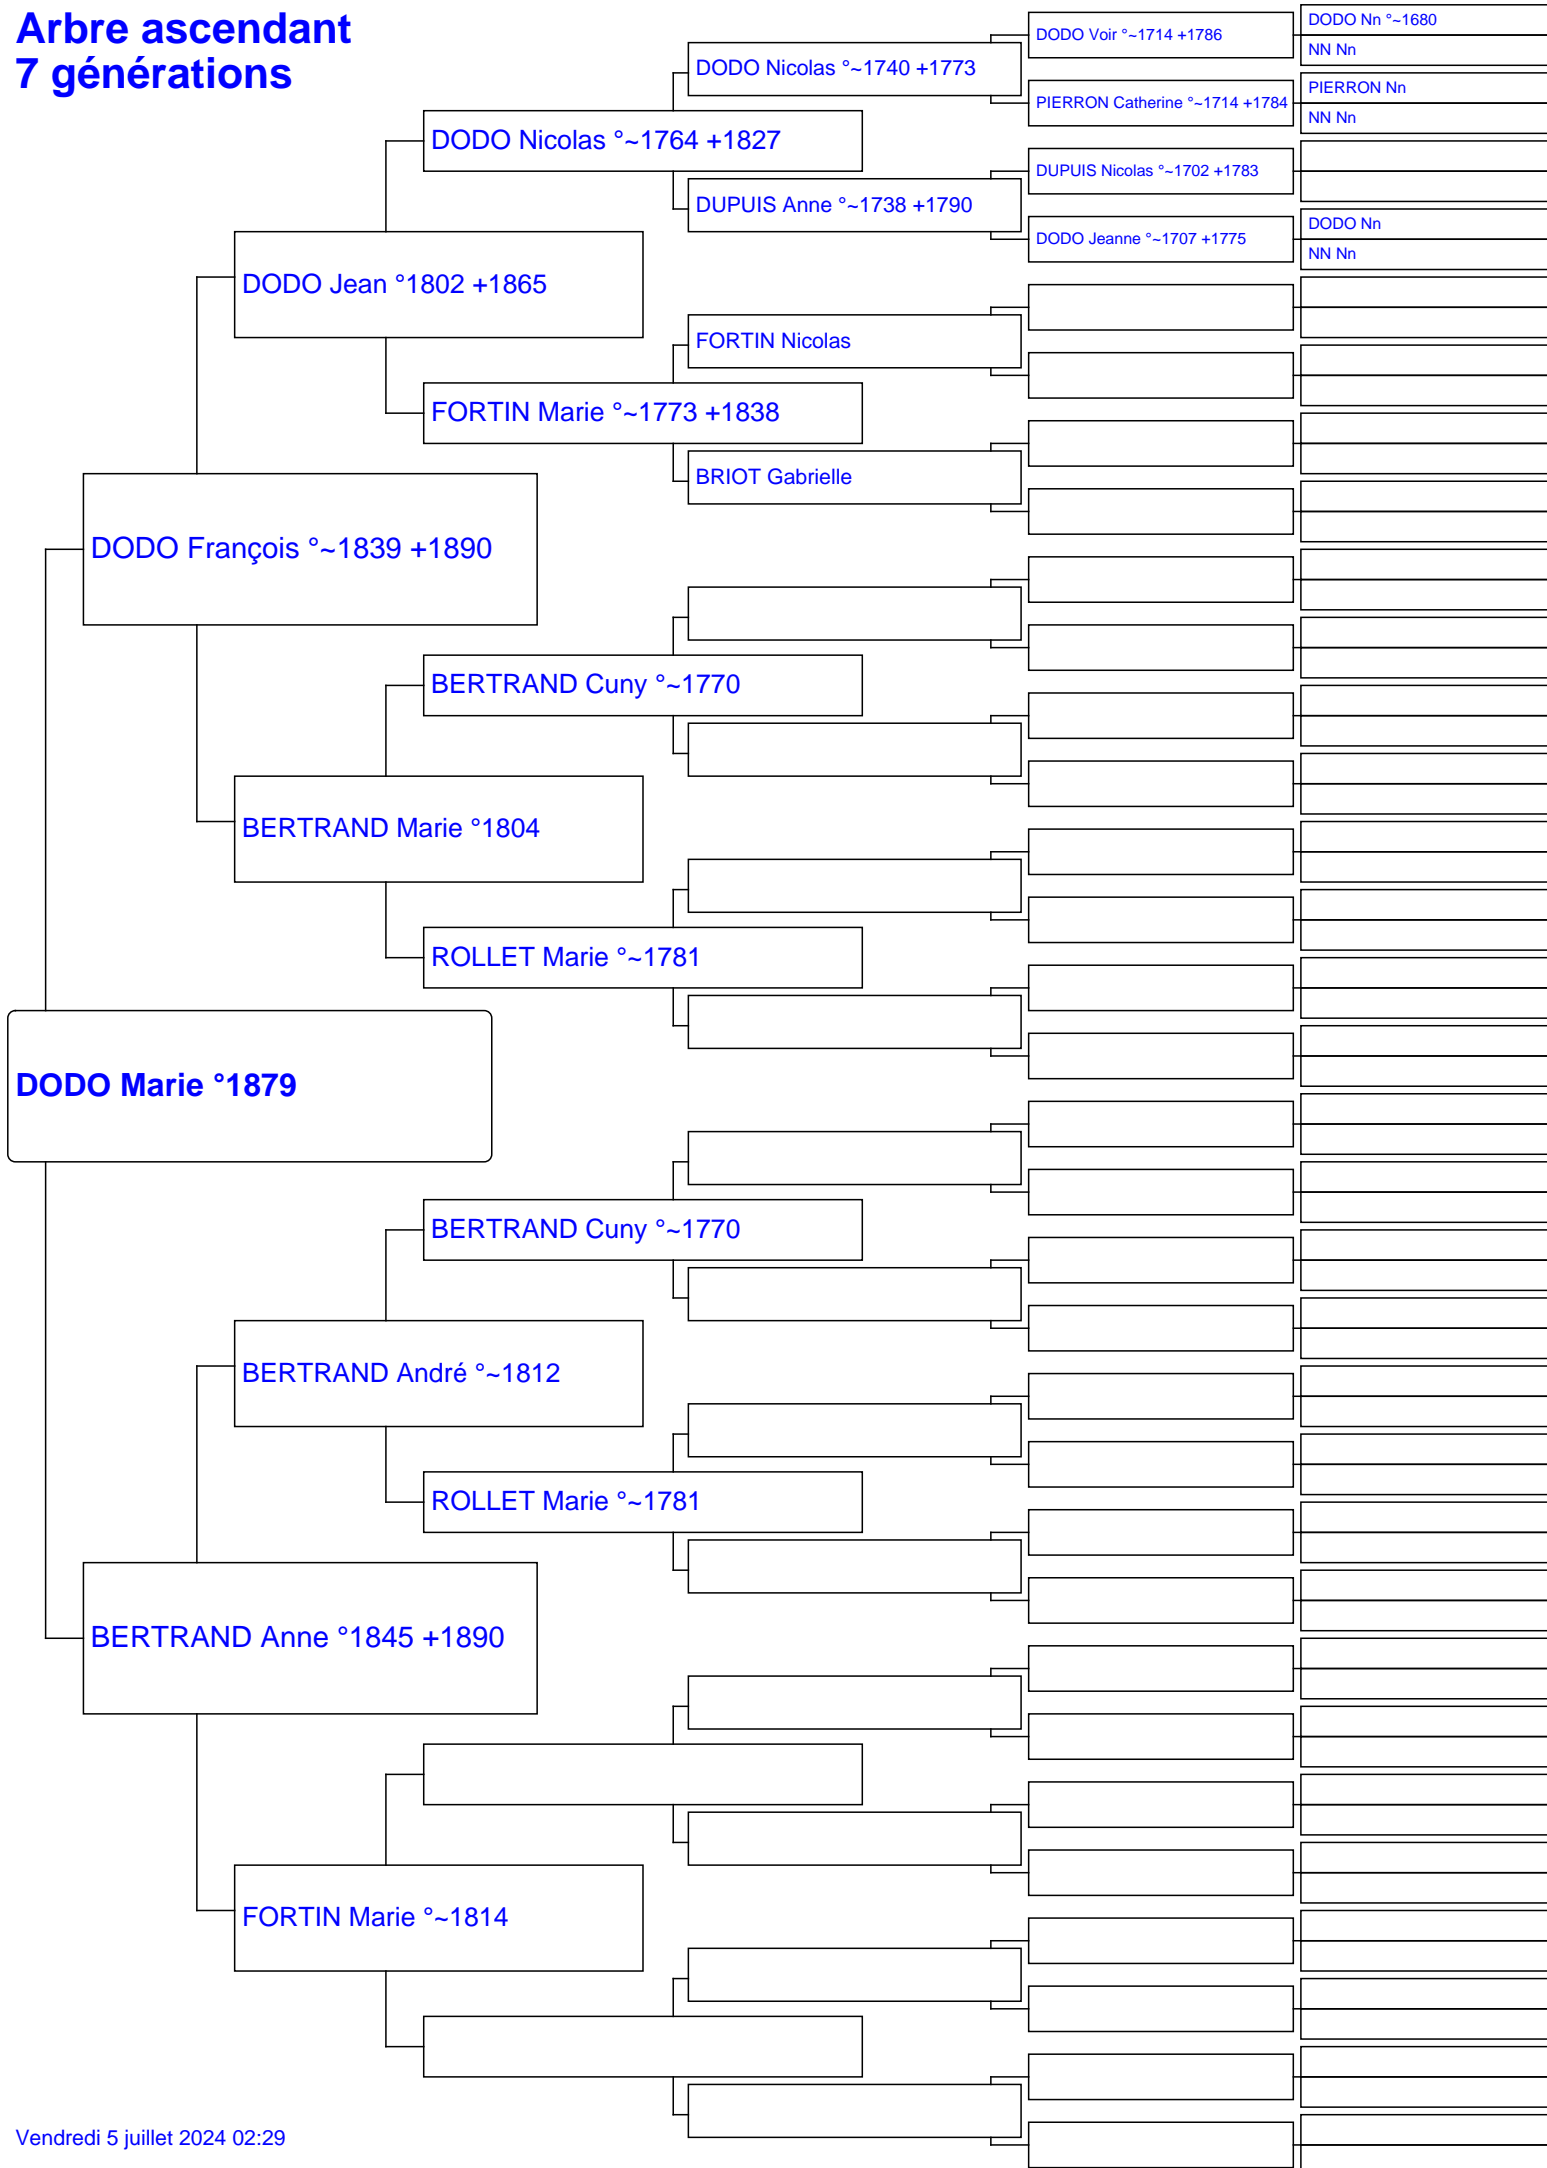 Arbre ascendant
7 générations
DODO Voir °~1714 +1786
DODO Nn °~1680
NN Nn
DODO Nicolas °~1740 +1773
PIERRON Catherine °~1714 +1784
PIERRON Nn
NN Nn
DODO Nicolas °~1764 +1827
DUPUIS Nicolas °~1702 +1783
DUPUIS Anne °~1738 +1790
DODO Jeanne °~1707 +1775
DODO Nn
NN Nn
DODO Jean °1802 +1865
FORTIN Nicolas
FORTIN Marie °~1773 +1838
BRIOT Gabrielle
DODO François °~1839 +1890
BERTRAND Cuny °~1770
BERTRAND Marie °1804
ROLLET Marie °~1781
DODO Marie °1879
BERTRAND Cuny °~1770
BERTRAND André °~1812
ROLLET Marie °~1781
BERTRAND Anne °1845 +1890
FORTIN Marie °~1814
Vendredi 5 juillet 2024 02:29